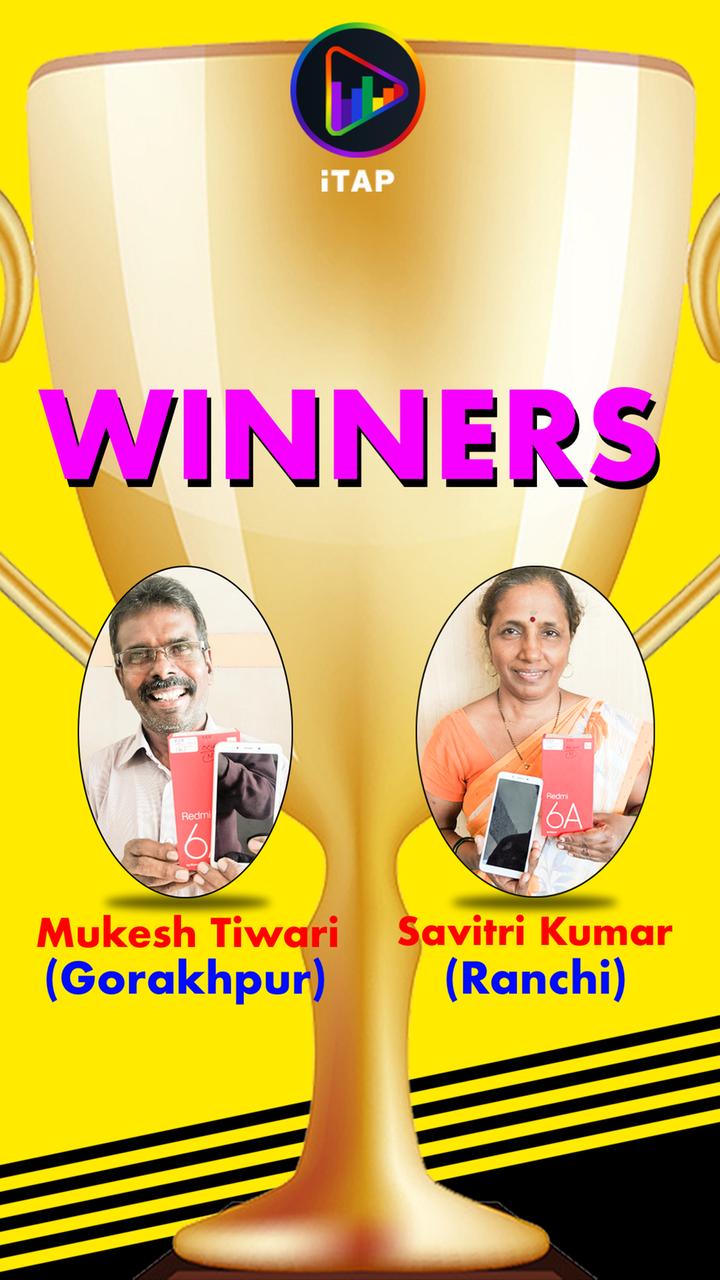 iTAP
WINNERS
Redmi
6
Redmi
6A
Mukesh Tiwari
(Gorakhpur)
Savitri Kumar
(Ranchi)